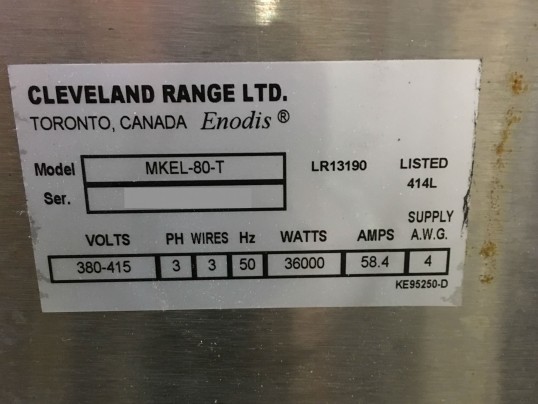 CLEVELAND RANGE LTD.
TORONTO, CANADA Enodis ®
Model MKEL-80-T LR13190 LISTED
414L
Ser.
SUPPLY
VOLTS PH WIRES Hz WATTS AMPS A.W.G.
380-415 3 3 50 36000 58.4 4
KE95250-D